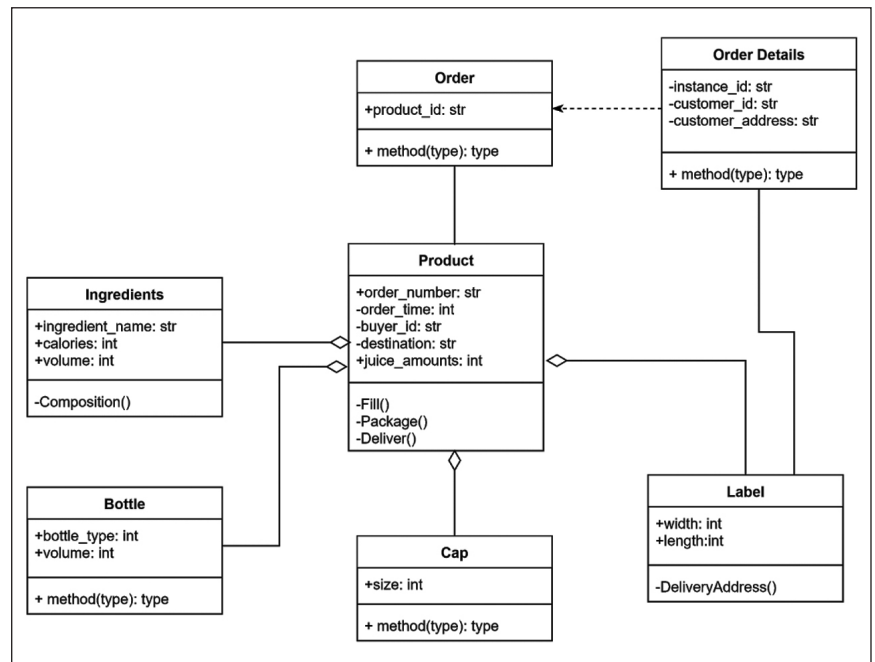 Order
+product_id: str
+ method(type): type
Order Details
-instance_id: str
-customer_id: str
-customer_address: str
+ method(type): type
Product
+order_number: str
-order_time: int
-buyer_id: str
-destination: str
+juice_amounts: int
-Fill()
-Package()
-Deliver()
Ingredients
+ingredient_name: str
+calories: int
+volume: int
-Composition()
Bottle
+bottle_type: int
+volume: int
+ method(type): type
Cap
+size: int
+ method(type): type
Label
+width: int
+length:int
-DeliveryAddress()